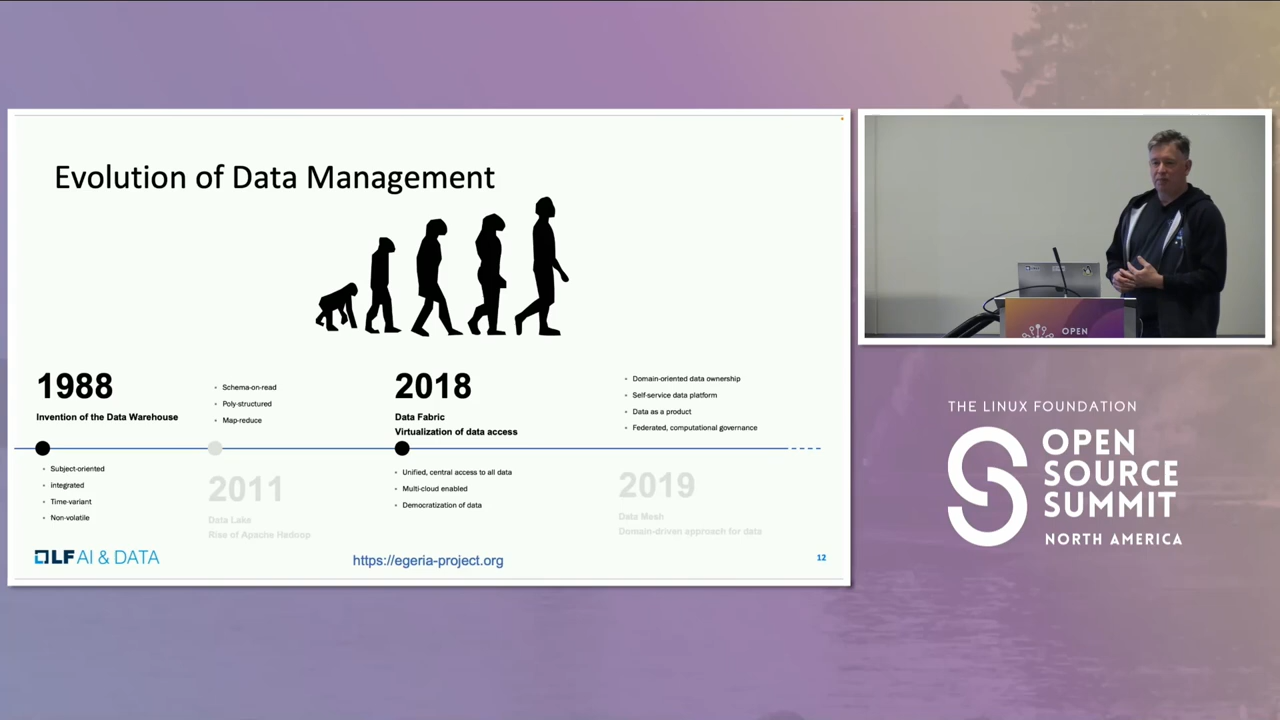 Evolution of Data Management
1988
Invention of the Data Warehouse
• Subject-oriented
• integrated
• Time-variant
• Non-volatile
• Schema-on-read
• Poly-structured
• Map-reduce
2011
Data Lake
Rise of Apache Hadoop
2018
Data Fabric
Virtualization of data access
• Unified, central access to all data
• Multi-cloud enabled
• Democratization of data
• Domain-oriented data ownership
• Self-service data platform
• Data as a product
• Federated, computational governance
2019
Data Mesh
Domain-driven approach for data
LF AI & DATA
https://egeria-project.org
12
OPEN
THE LINUX FOUNDATION
OPEN
SOURCE
SUMMIT
NORTH AMERICA